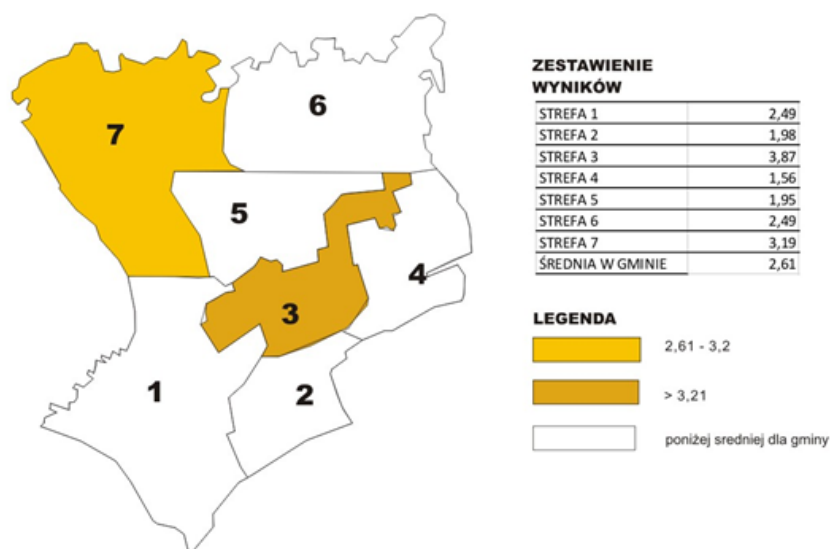 7
6
5
4
3
1
2
ZESTAWIENIE
WYNIKÓW
STREFA 1 2,49
STREFA 2 1,98
STREFA 3 3,87
STREFA 4 1,56
STREFA 5 1,95
STREFA 6 2,49
STREFA 7 3,19
ŚREDNIA W GMINIE 2,61
LEGENDA
2,61 - 3,2
> 3,21
poniżej sredniej dla gminy